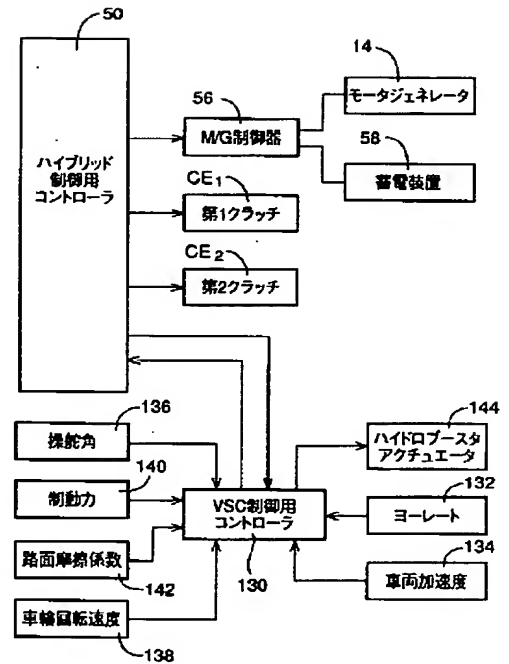 50
14
モータジェネレータ
56
M/G制御器
58
蓄電装置
ハイブリッド
制御用
コントローラ
CE1
第1クラッチ
CE2
第2クラッチ
136
操舵角
140
制動力
路面摩擦係数
142
車輪回転速度
138
VSC制御用
コントローラ
130
144
ハイドロブースタ
アクチュエータ
132
ヨーレート
134
車両加速度